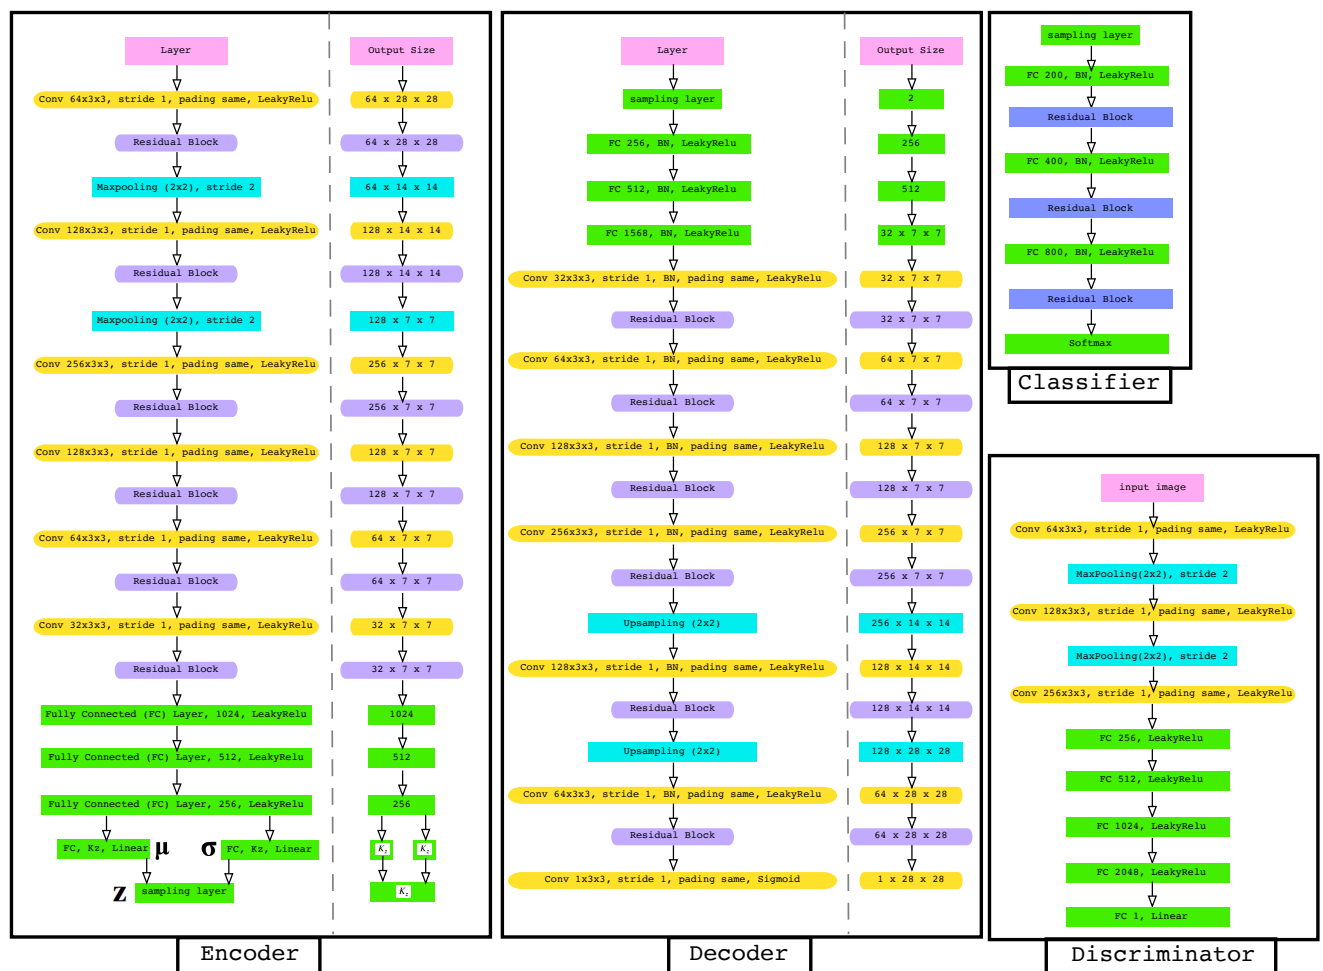 Layer
Conv 64x3x3, stride 1, pading same, LeakyRelu
Residual Block
Maxpooling (2x2), stride 2
Conv 128x3x3, stride 1, pading same, LeakyRelu
Residual Block
Maxpooling (2x2), stride 2
Conv 256x3x3, stride 1, pading same, LeakyRelu
Residual Block
Conv 128x3x3, stride 1, pading same, LeakyRelu
Residual Block
Conv 64x3x3, stride 1, pading same, LeakyRelu
Residual Block
Conv 32x3x3, stride 1, pading same, LeakyRelu
Residual Block
Fully Connected (FC) Layer, 1024, LeakyRelu
Fully Connected (FC) Layer, 512, LeakyRelu
Fully Connected (FC) Layer, 256, LeakyRelu
FC, Kz, Linear μ σ FC, Kz, Linear
z sampling layer
Output Size
64 x 28 x 28
64 x 28 x 28
64 x 14 x 14
128 x 14 x 14
128 x 14 x 14
128 x 7 x 7
256 x 7 x 7
256 x 7 x 7
128 x 7 x 7
128 x 7 x 7
64 x 7 x 7
64 x 7 x 7
32 x 7 x 7
32 x 7 x 7
1024
512
256
Kz Kz
Kz
Encoder
Layer
sampling layer
FC 256, BN, LeakyRelu
FC 512, BN, LeakyRelu
FC 1568, BN, LeakyRelu
Conv 32x3x3, stride 1, BN, pading same, LeakyRelu
Residual Block
Conv 64x3x3, stride 1, BN, pading same, LeakyRelu
Residual Block
Conv 128x3x3, stride 1, BN, pading same, LeakyRelu
Residual Block
Conv 256x3x3, stride 1, BN, pading same, LeakyRelu
Residual Block
Upsampling (2x2)
Conv 128x3x3, stride 1, BN, pading same, LeakyRelu
Residual Block
Upsampling (2x2)
Conv 64x3x3, stride 1, BN, pading same, LeakyRelu
Residual Block
Conv 1x3x3, stride 1, pading same, Sigmoid
Output Size
2
256
512
32 x 7 x 7
32 x 7 x 7
32 x 7 x 7
64 x 7 x 7
64 x 7 x 7
128 x 7 x 7
128 x 7 x 7
256 x 7 x 7
256 x 7 x 7
256 x 14 x 14
128 x 14 x 14
128 x 14 x 14
128 x 28 x 28
64 x 28 x 28
64 x 28 x 28
1 x 28 x 28
Decoder
sampling layer
FC 200, BN, LeakyRelu
Residual Block
FC 400, BN, LeakyRelu
Residual Block
FC 800, BN, LeakyRelu
Residual Block
Softmax
Classifier
input image
Conv 64x3x3, stride 1, pading same, LeakyRelu
MaxPooling(2x2), stride 2
Conv 128x3x3, stride 1, pading same, LeakyRelu
MaxPooling(2x2), stride 2
Conv 256x3x3, stride 1, pading same, LeakyRelu
FC 256, LeakyRelu
FC 512, LeakyRelu
FC 1024, LeakyRelu
FC 2048, LeakyRelu
FC 1, Linear
Discriminator